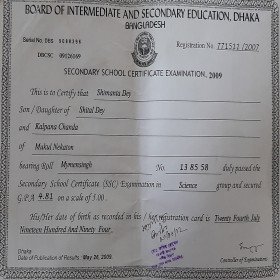 BOARD OF INTERMEDIATE AND SECONDARY EDUCATION, DHAKA
BANGLADESH
Serial No. DBS
DBCSC 09126169
Registration No 771511/2007
SECONDARY SCHOOL CERTIFICATE EXAMINATION, 2009
This is to Certify that Shimanta Dey
Son/Daughter of Shital Dey
and Kalpana Chanda
of Mukul Niketon
bearing Roll Mymensingh No. 13 85 58 duly passed the
Secondary School Certificate (SSC) Examination in Science group and secured
G.P.A 4.81 on a scale of 5.00.
His/Her date of birth as recorded in his / her registration card is Twenty Fourth July
Nineteen Hundred And Ninety Four.
Dhaka
Date of Publication of Results : May 26, 2009
Controller of Examinations